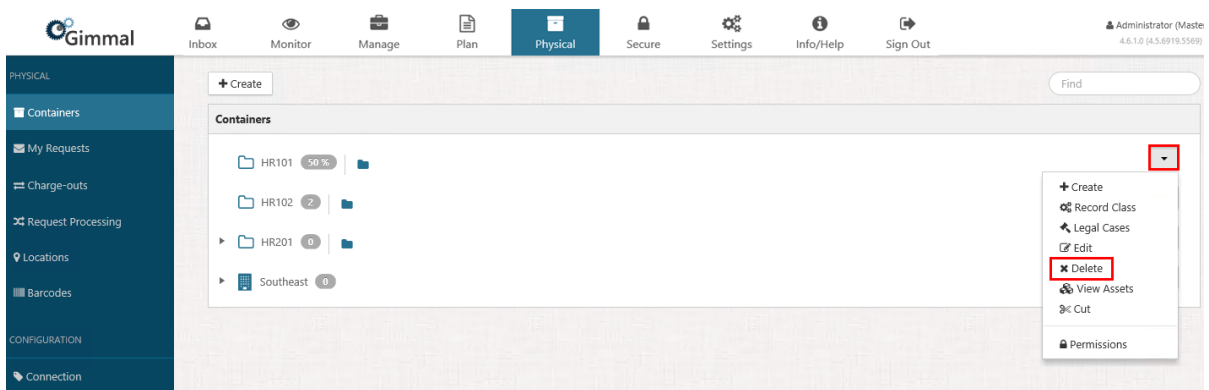 Gimmal
Inbox
Monitor
Manage
Plan
Physical
Secure
Settings
Info/Help
Sign Out
Administrator (Master
4.6.1.0 (4.5.6919.5569)
PHYSICAL
Containers
My Requests
Charge-outs
Request Processing
Locations
Barcodes
CONFIGURATION
Connection
Create
Find
Containers
HR101 50 %
HR102 2
HR201 0
Southeast 0
Create
Record Class
Legal Cases
Edit
Delete
View Assets
Cut
Permissions